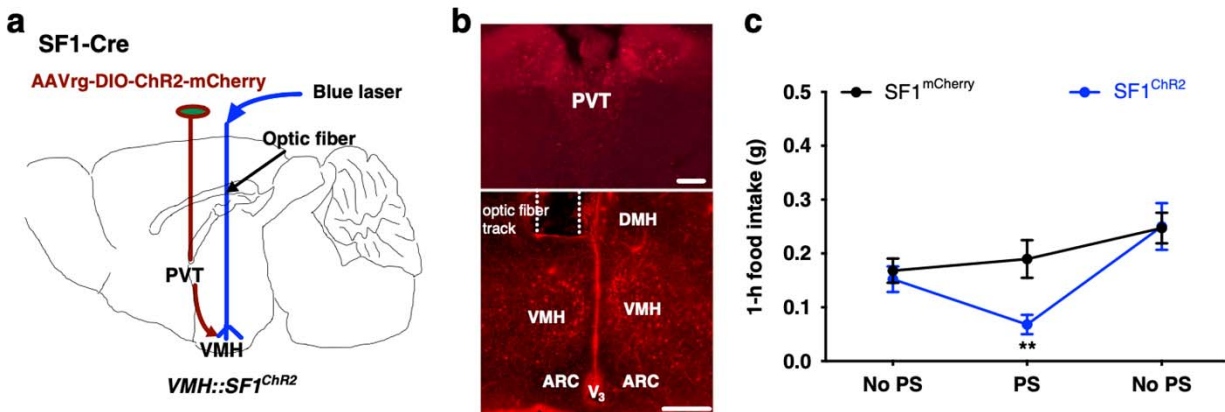 a
SF1-Cre
AAVrg-DIO-ChR2-mCherry
Blue laser
Optic fiber
PVT
VMH
VMH::SF1ChR2
b
PVT
optic fiber
track
DMH
VMH VMH
ARC V3 ARC
c
SF1mCherry SF1ChR2
1-h food intake (g)
0.5
0.4
0.3
0.2
0.1
0.0
**
No PS PS No PS